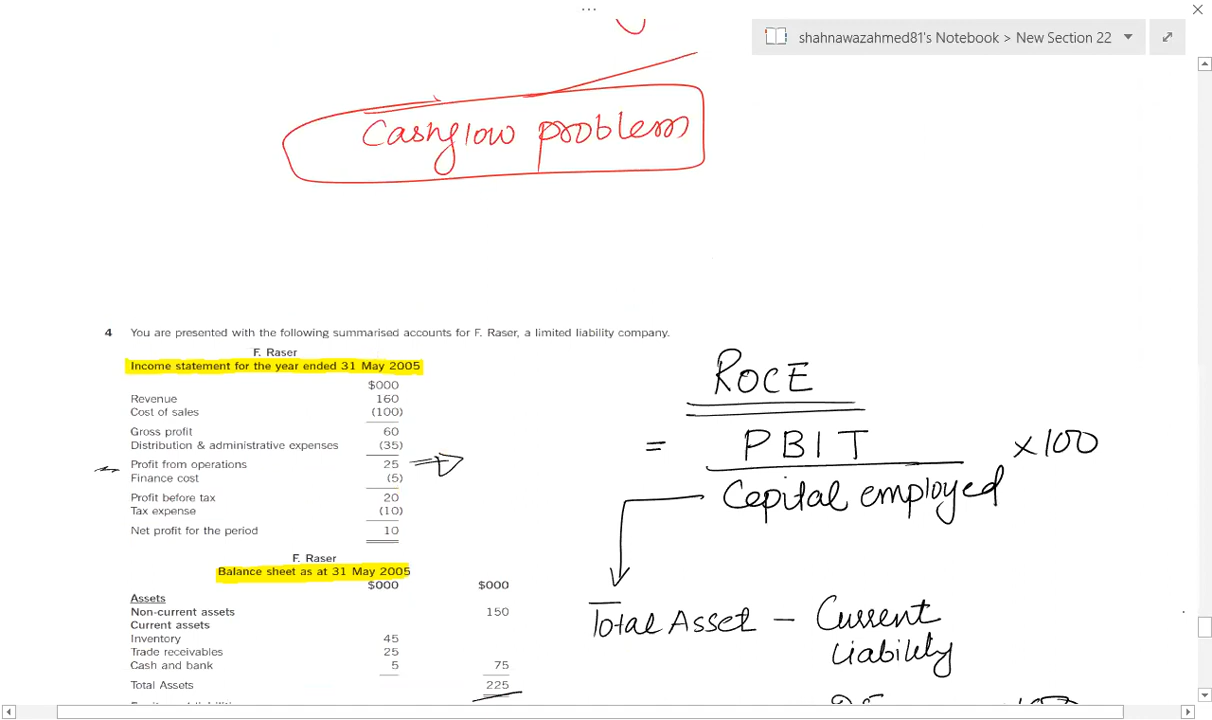 shahnawazahmed81's Notebook > New Section 22
Cashflow problems
4 You are presented with the following summarised accounts for F. Raser, a limited liability company.
F. Raser
Income statement for the year ended 31 May 2005
$000
Revenue 160
Cost of sales (100)
Gross profit 60
Distribution & administrative expenses (35)
Profit from operations 25
Finance cost (5)
Profit before tax 20
Tax expense (10)
Net profit for the period 10
F. Raser
Balance sheet as at 31 May 2005
$000 $000
Assets
Non-current assets 150
Current assets
Inventory 45
Trade receivables 25
Cash and bank 5 75
Total Assets 225
ROCE
= PBIT x100
Capital employed
Total Asset - Current
Liability